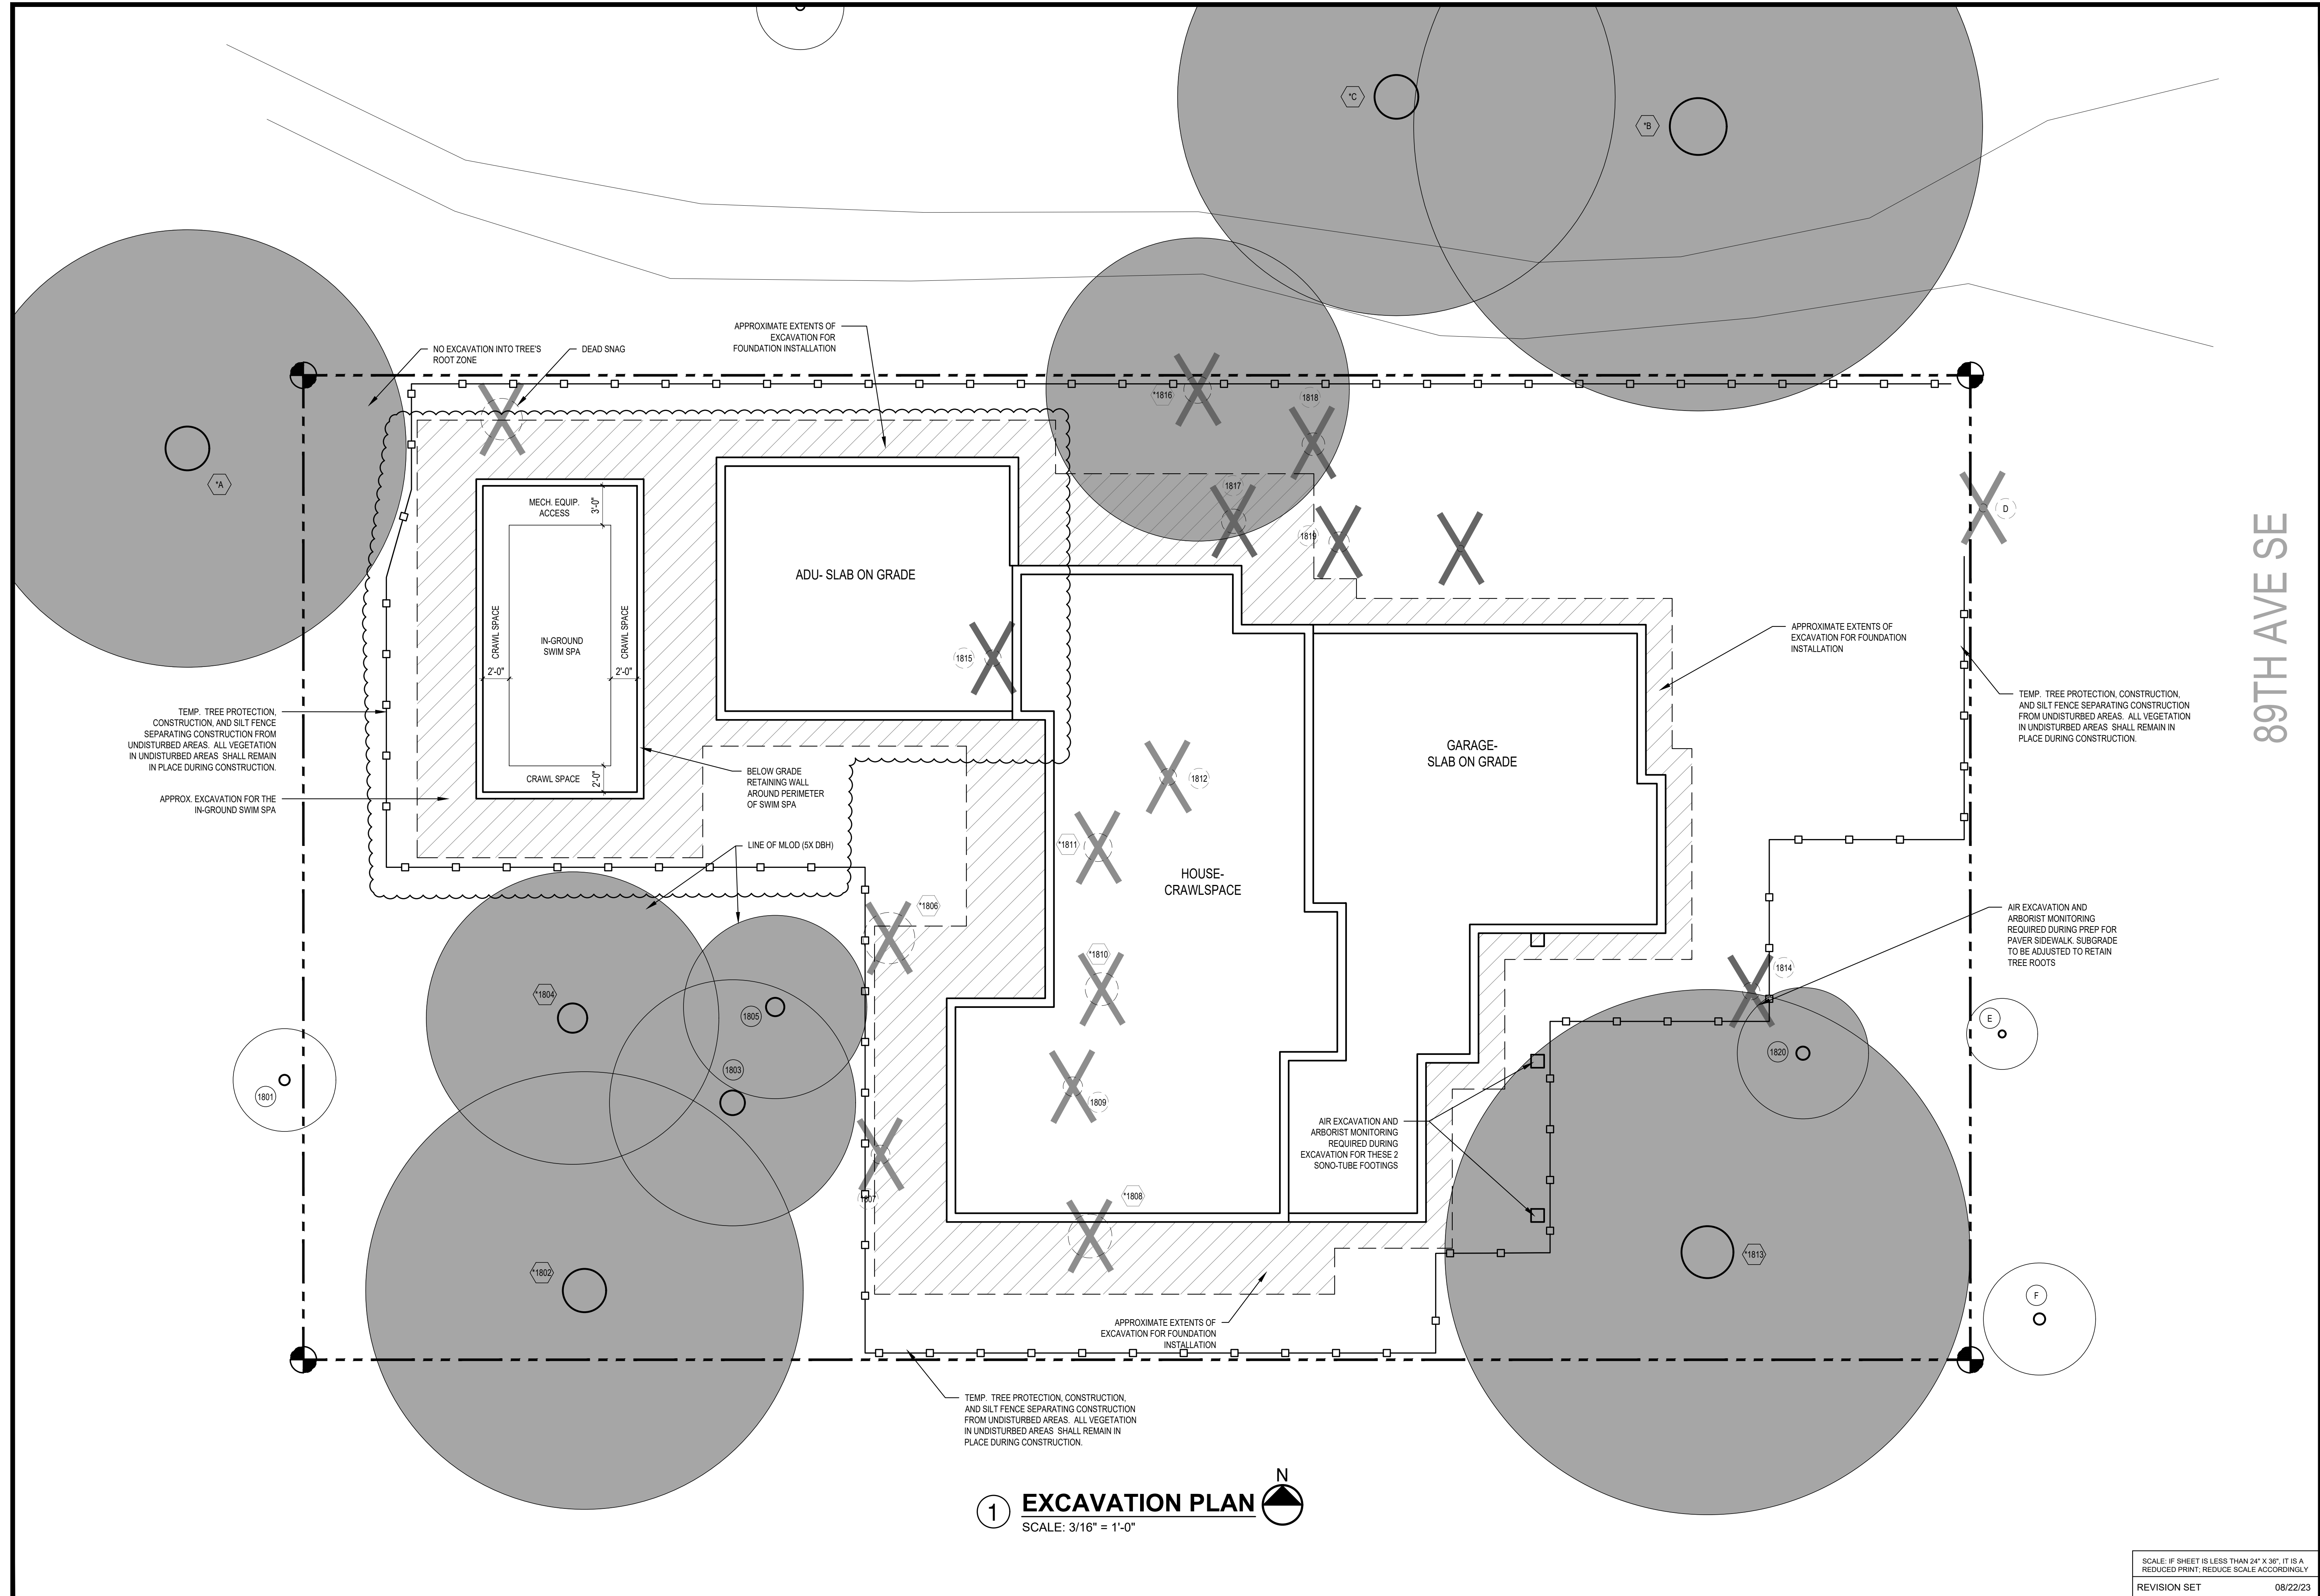 *C
*B
NO EXCAVATION INTO TREE'S
ROOT ZONE
DEAD SNAG
APPROXIMATE EXTENTS OF
EXCAVATION FOR
FOUNDATION INSTALLATION
*1816
1818
*A
MECH. EQUIP.
ACCESS
3'-0"
1817
1819
D
89TH AVE SE
ADU- SLAB ON GRADE
CRAWL SPACE
IN-GROUND
SWIM SPA
CRAWL SPACE
2'-0"
2'-0"
1815
APPROXIMATE EXTENTS OF
EXCAVATION FOR FOUNDATION
INSTALLATION
TEMP. TREE PROTECTION, CONSTRUCTION,
AND SILT FENCE SEPARATING CONSTRUCTION
FROM UNDISTURBED AREAS. ALL VEGETATION
IN UNDISTURBED AREAS SHALL REMAIN IN
PLACE DURING CONSTRUCTION.
TEMP. TREE PROTECTION,
CONSTRUCTION, AND SILT FENCE
SEPARATING CONSTRUCTION FROM
UNDISTURBED AREAS. ALL VEGETATION
IN UNDISTURBED AREAS SHALL REMAIN
IN PLACE DURING CONSTRUCTION.
APPROX. EXCAVATION FOR THE
IN-GROUND SWIM SPA
CRAWL SPACE
2'-0"
BELOW GRADE
RETAINING WALL
AROUND PERIMETER
OF SWIM SPA
GARAGE-
SLAB ON GRADE
1812
LINE OF MLOD (5X DBH)
*1811
HOUSE-
CRAWLSPACE
*1806
AIR EXCAVATION AND
ARBORIST MONITORING
REQUIRED DURING PREP FOR
PAVER SIDEWALK. SUBGRADE
TO BE ADJUSTED TO RETAIN
TREE ROOTS
*1810
1814
*1804
1805
E
1820
1803
1801
1809
AIR EXCAVATION AND
ARBORIST MONITORING
REQUIRED DURING
EXCAVATION FOR THESE 2
SONO-TUBE FOOTINGS
1807
*1808
*1802
*1813
F
APPROXIMATE EXTENTS OF
EXCAVATION FOR FOUNDATION
INSTALLATION
TEMP. TREE PROTECTION, CONSTRUCTION,
AND SILT FENCE SEPARATING CONSTRUCTION
FROM UNDISTURBED AREAS. ALL VEGETATION
IN UNDISTURBED AREAS SHALL REMAIN IN
PLACE DURING CONSTRUCTION.
N
1 EXCAVATION PLAN
SCALE: 3/16" = 1'-0"
SCALE: IF SHEET IS LESS THAN 24" X 36", IT IS A
REDUCED PRINT; REDUCE SCALE ACCORDINGLY
REVISION SET 08/22/23